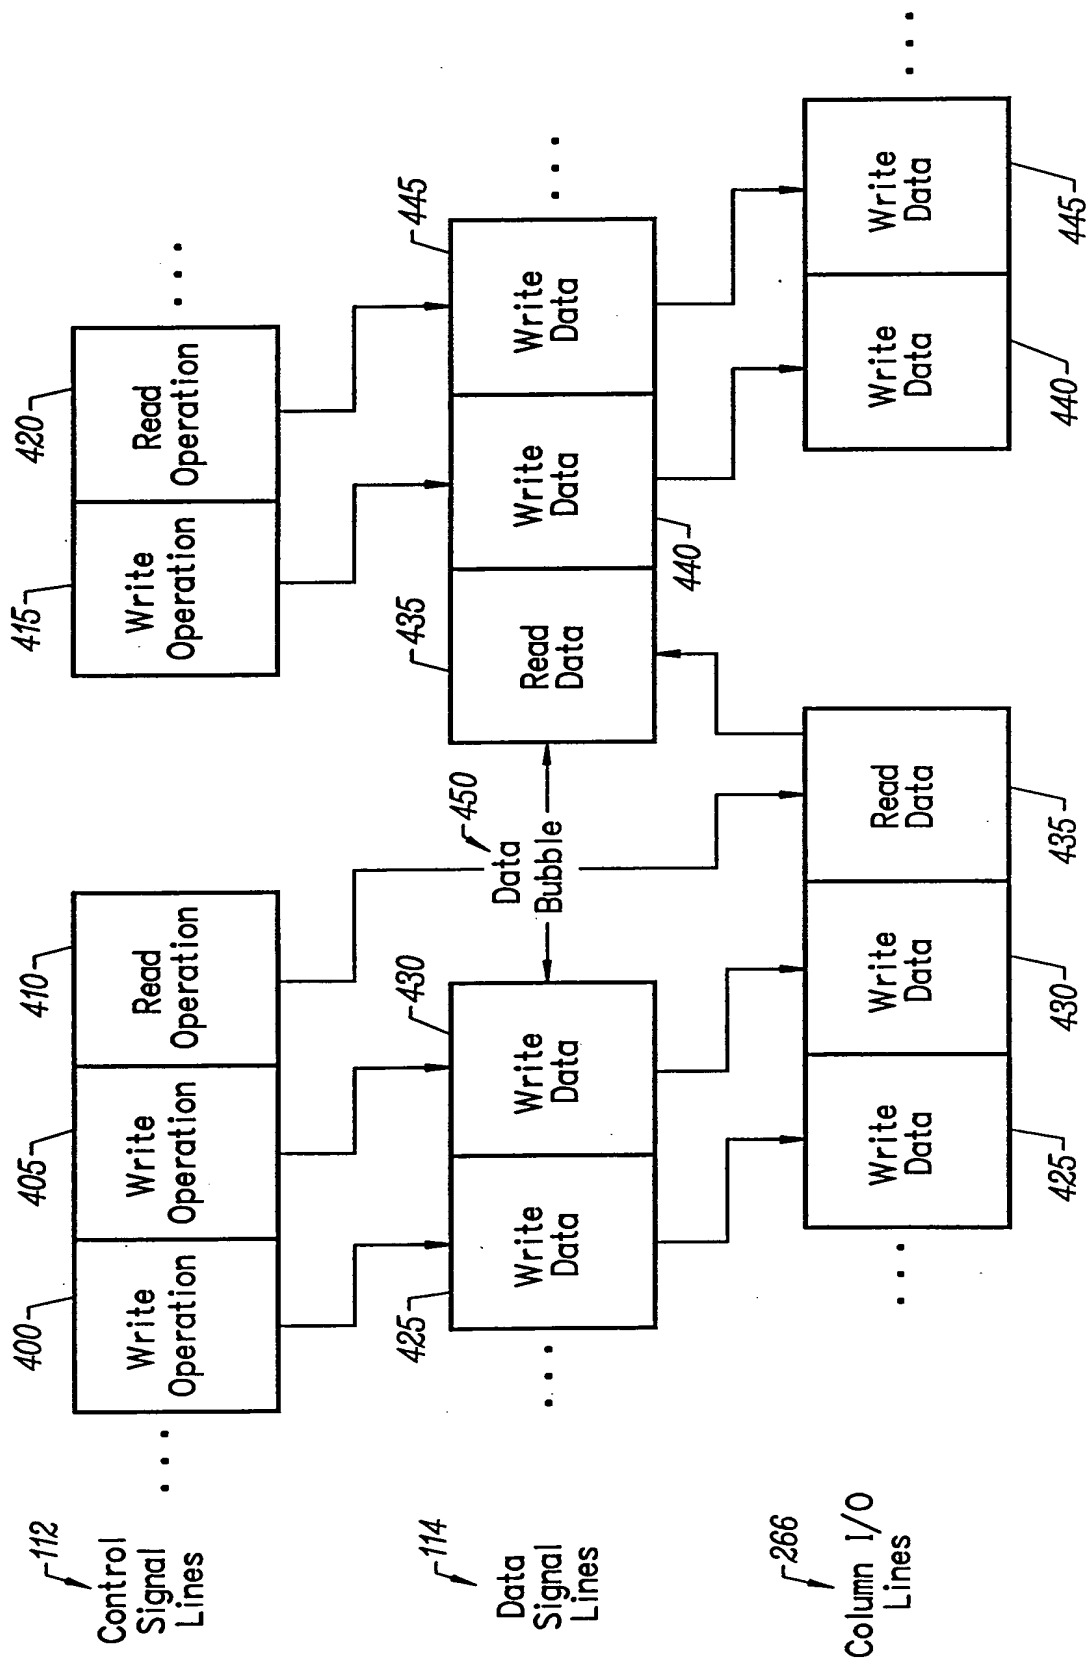 112
Control
Signal
Lines
. . .
400
Write
Operation
405
Write
Operation
410
Read
Operation
415
Write
Operation
420
Read
Operation
. . .
114
Data
Signal
Lines
. . .
425
Write
Data
430
Write
Data
450
Data
Bubble
435
Read
Data
440
Write
Data
445
Write
Data
. . .
266
Column I/O
Lines
. . .
Write
Data
425
Write
Data
430
Read
Data
435
Write
Data
440
Write
Data
445
. . .